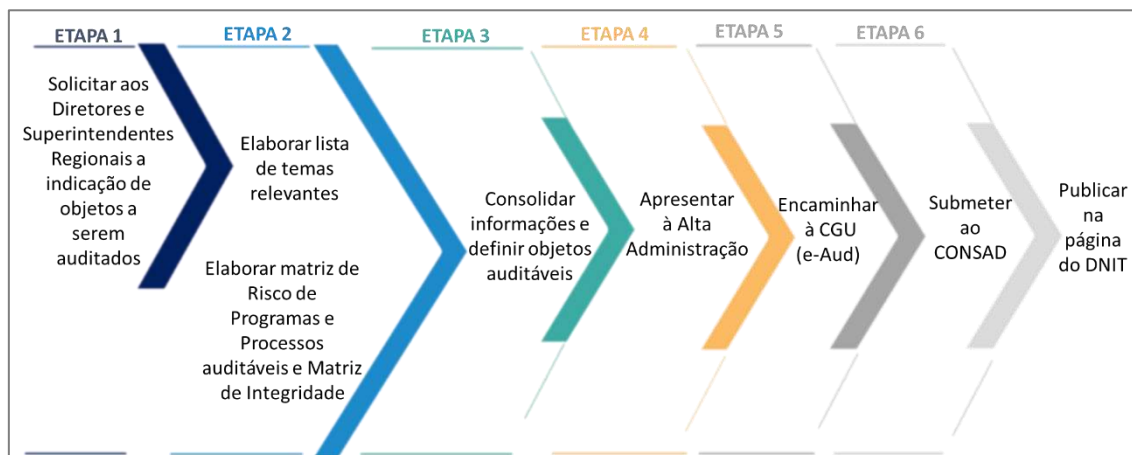 ETAPA 1
Solicitar aos
Diretores e
Superintendentes
Regionais a
indicação de
objetos a
serem
auditados
ETAPA 2
Elaborar lista
de temas
relevantes
Elaborar matriz de
Risco de
Programas e
Processos
auditáveis e Matriz
de Integridade
ETAPA 3
Consolidar
informações e
definir objetos
auditáveis
ETAPA 4
Apresentar
à Alta
Administração
ETAPA 5
Encaminhar
à CGU
(e-Aud)
ETAPA 6
Submeter
ao
CONSAD
Publicar
na
página
do DNIT